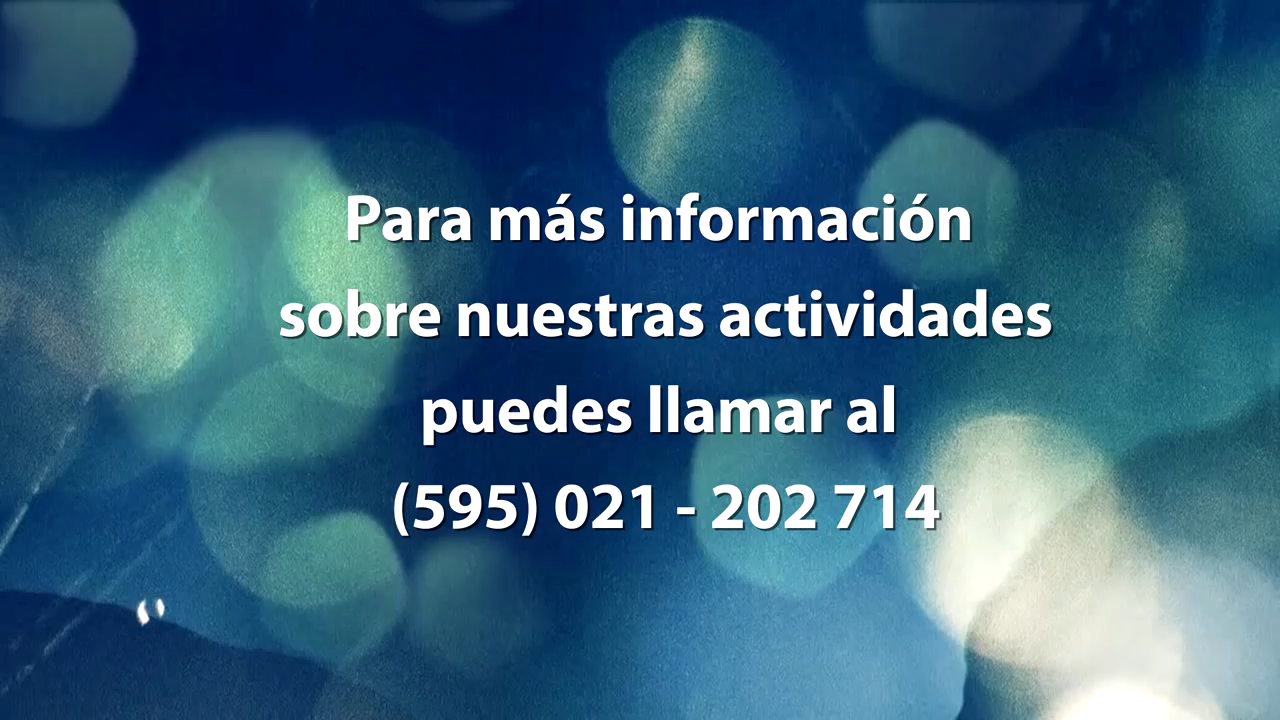 Para más información
sobre nuestras actividades
puedes llamar al
(595) 021 - 202 714